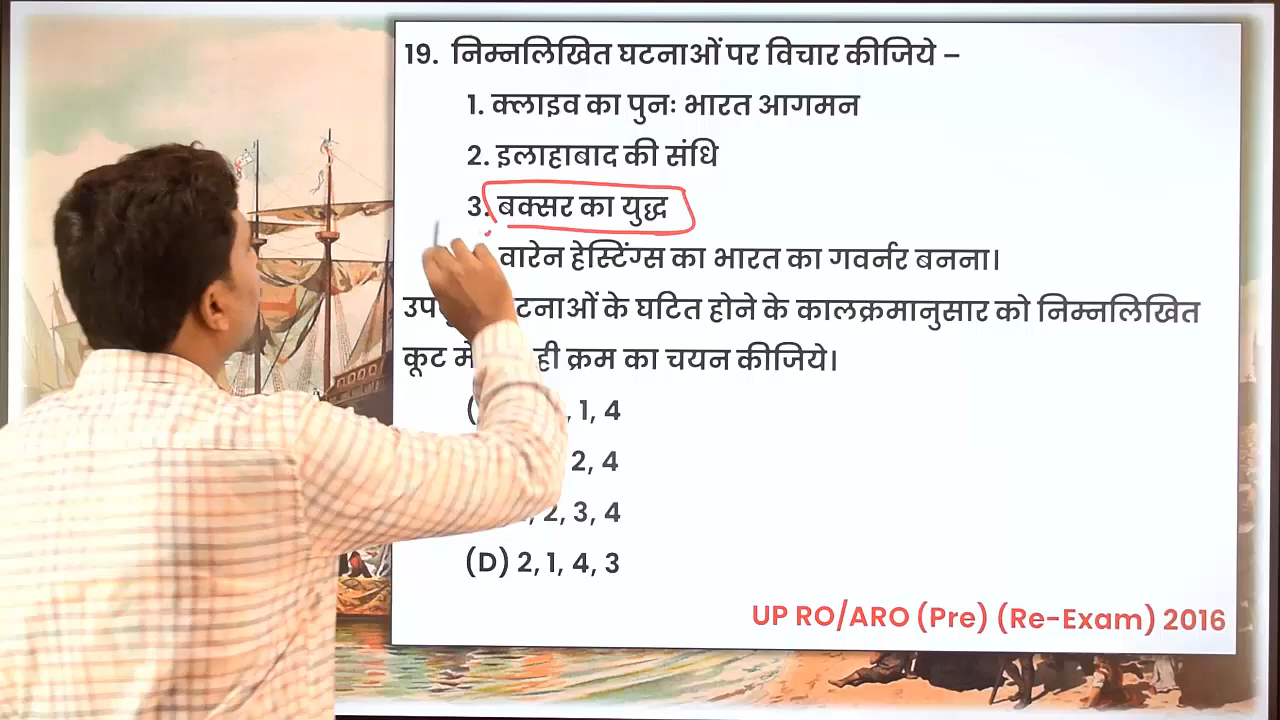 19. निम्नलिखित घटनाओं पर विचार कीजिये –
1. क्लाइव का पुनः भारत आगमन
2. इलाहाबाद की संधि
3. बक्सर का युद्ध
वारेन हेस्टिंग्स का भारत का गवर्नर बनना।
के घटित होने के कालक्रमानुसार को निम्नलिखित
कूट क्रम का चयन कीजिये।
1, 4
2, 4
2, 3, 4
(D) 2, 1, 4, 3
UP RO/ARO (Pre) (Re-Exam) 2016